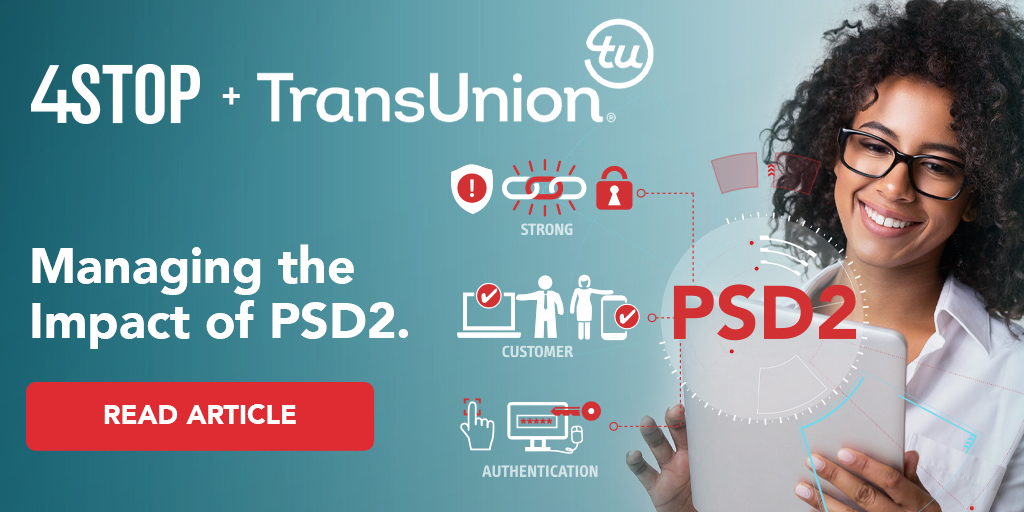 4STOP + TransUnion® tu
STRONG
Managing the
Impact of PSD2.
CUSTOMER
PSD2
READ ARTICLE
*****
AUTHENTICATION